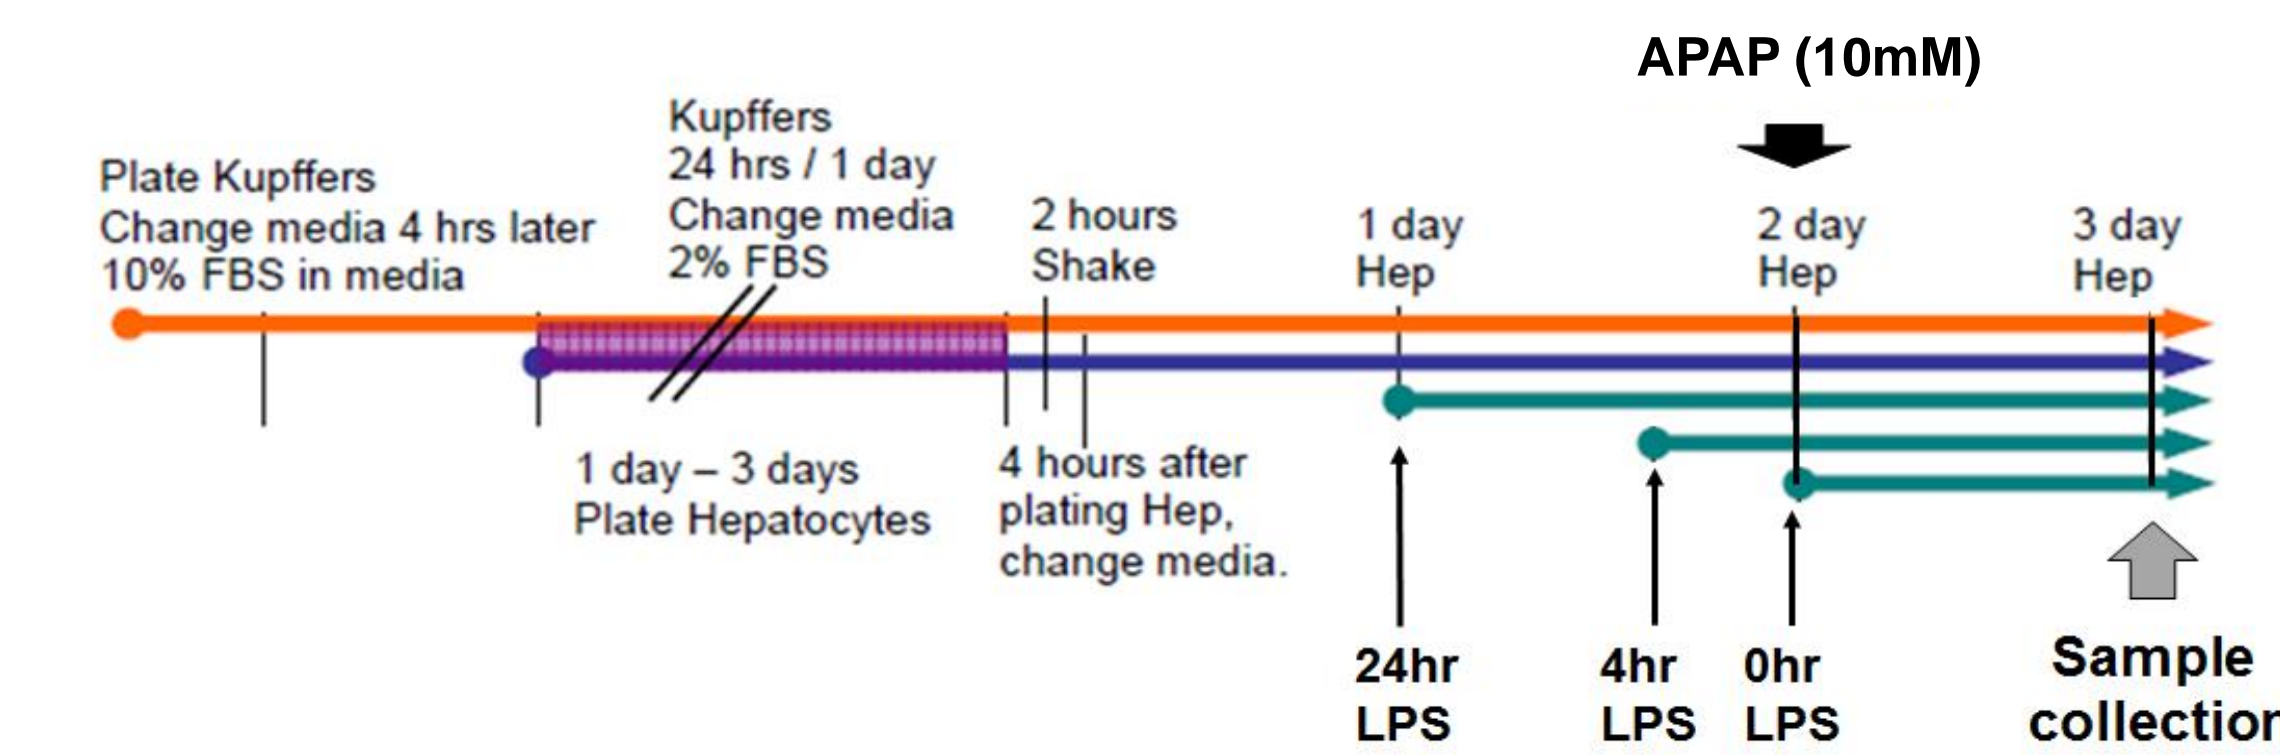 APAP (10mM)
Plate Kupffers
Change media 4 hrs later
10% FBS in media
Kupffers
24 hrs / 1 day
Change media
2% FBS
2 hours
Shake
1 day
Hep
2 day
Hep
3 day
Hep
1 day – 3 days
Plate Hepatocytes
4 hours after
plating Hep,
change media.
24hr
LPS
4hr
LPS
0hr
LPS
Sample
collection